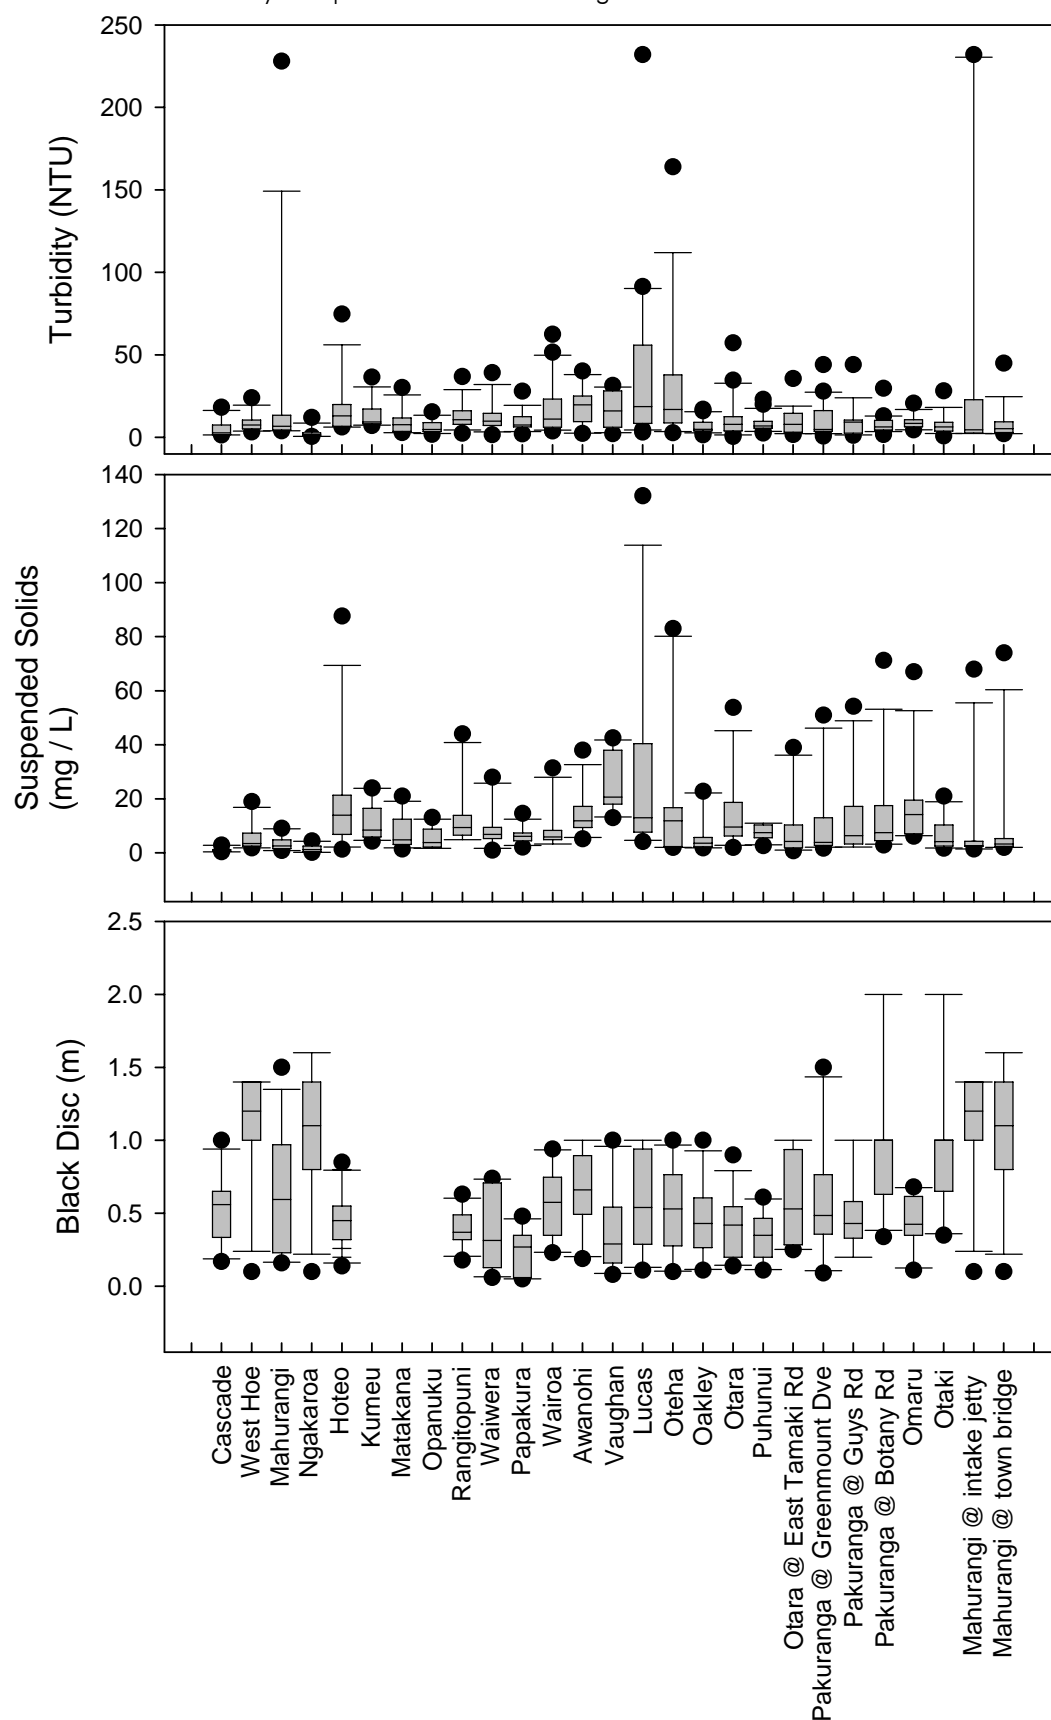 250
200
150
100
50
0
Turbidity (NTU)
140
120
100
80
60
40
20
0
Suspended Solids
(mg / L)
2.5
2.0
1.5
1.0
0.5
0.0
Black Disc (m)
Cascade
West Hoe
Mahurangi
Ngakaroa
Hoteo
Kumeu
Matakana
Opanuku
Rangitopuni
Waiwera
Papakura
Wairoa
Awanohi
Vaughan
Lucas
Oteha
Oakley
Otara
Puhunui
Otara @ East Tamaki Rd
Pakuranga @ Greenmount Dve
Pakuranga @ Guys Rd
Pakuranga @ Botany Rd
Omaru
Otaki
Mahurangi @ intake jetty
Mahurangi @ town bridge